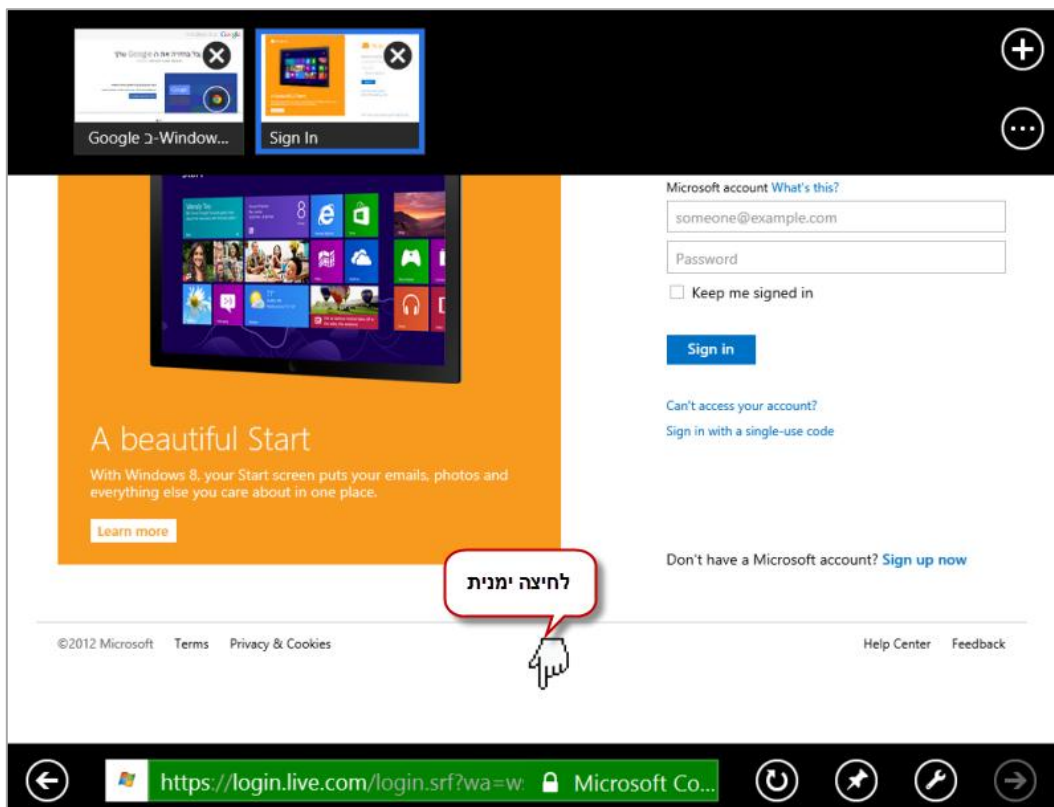 Google ב-Window...
Sign In
Start
A beautiful Start
With Windows 8, your Start screen puts your emails, photos and
everything else you care about in one place.
Learn more
Microsoft account What's this?
someone@example.com
Password
Keep me signed in
Sign in
Can't access your account?
Sign in with a single-use code
Don't have a Microsoft account? Sign up now
לחיצה ימנית
©2012 Microsoft Terms Privacy & Cookies Help Center Feedback
https://login.live.com/login.srf?wa=w Microsoft Co...